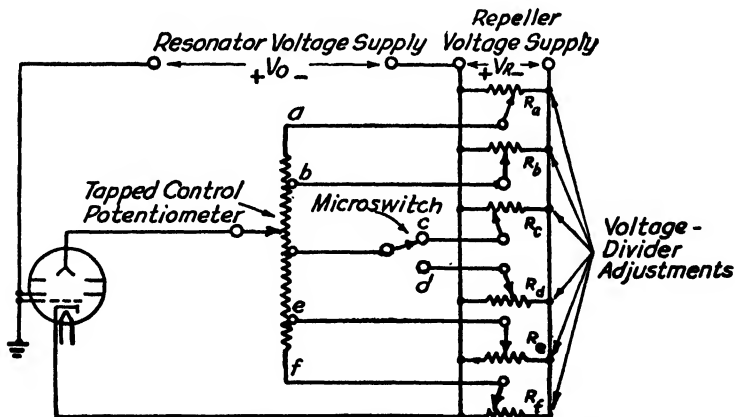 Resonator Voltage Supply
+ Vo -
Repeller
Voltage Supply
+ VR -
a
Ra
b
Rb
Tapped Control
Potentiometer
Microswitch
c
Rc
Voltage-
Divider
Adjustments
d
Rd
e
Re
f
Rf